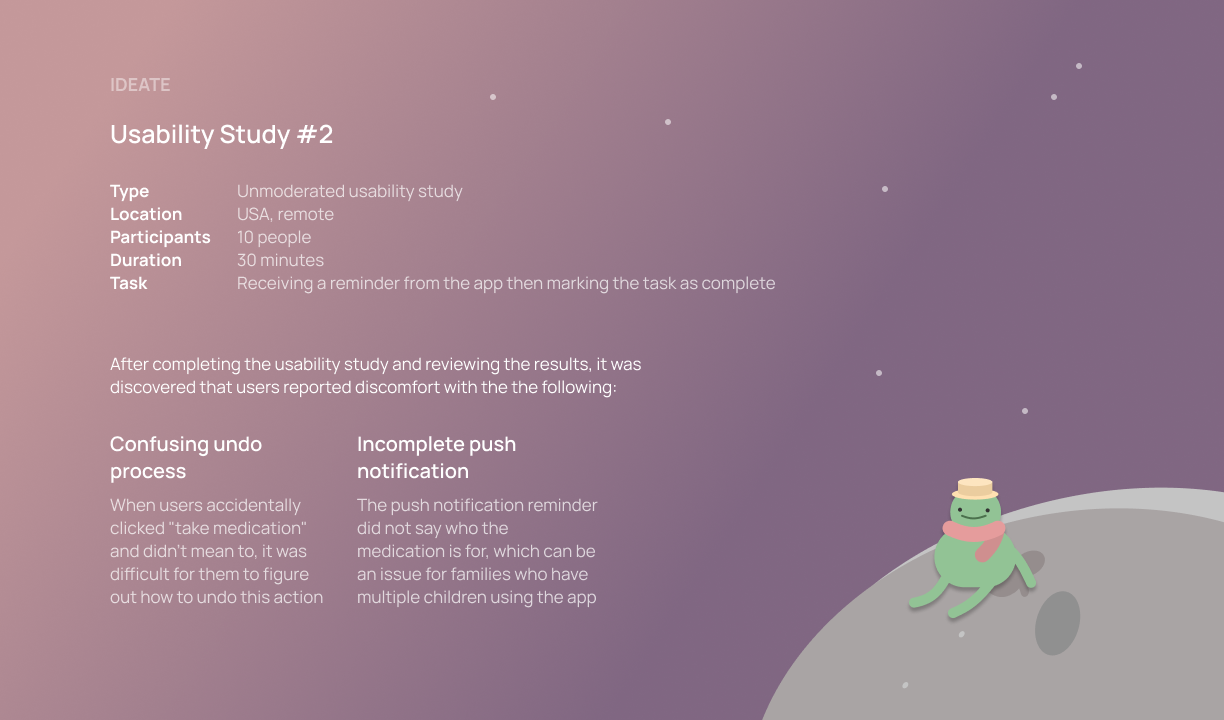 IDEATE
Usability Study #2
Type Unmoderated usability study
Location USA, remote
Participants 10 people
Duration 30 minutes
Task Receiving a reminder from the app then marking the task as complete
After completing the usability study and reviewing the results, it was
discovered that users reported discomfort with the the following:
Confusing undo
process
When users accidentally
clicked "take medication"
and didn't mean to, it was
difficult for them to figure
out how to undo this action
Incomplete push
notification
The push notification reminder
did not say who the
medication is for, which can be
an issue for families who have
multiple children using the app